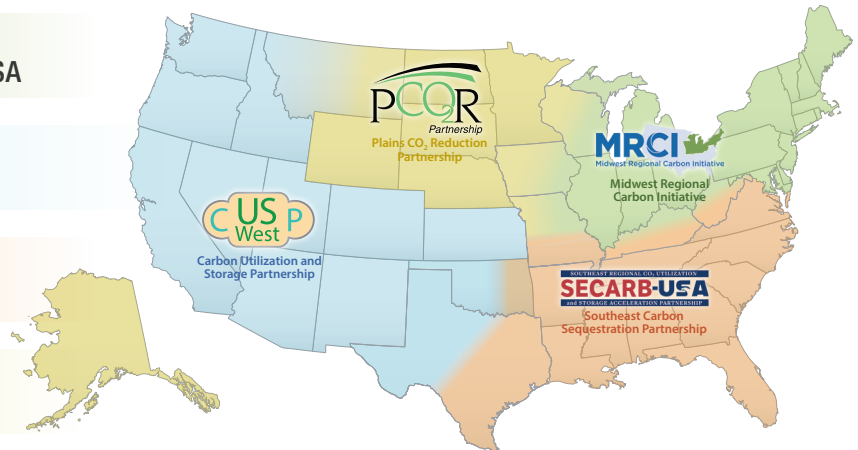 SA
PCO2R
Partnership
Plains CO₂ Reduction
Partnership
MRCI
Midwest Regional Carbon Initiative
Midwest Regional
Carbon Initiative
C US P
West
Carbon Utilization and
Storage Partnership
SOUTHEAST REGIONAL CO₂ UTILIZATION
SECARB-USA
and STORAGE ACCELERATION PARTNERSHIP
Southeast Carbon
Sequestration Partnership